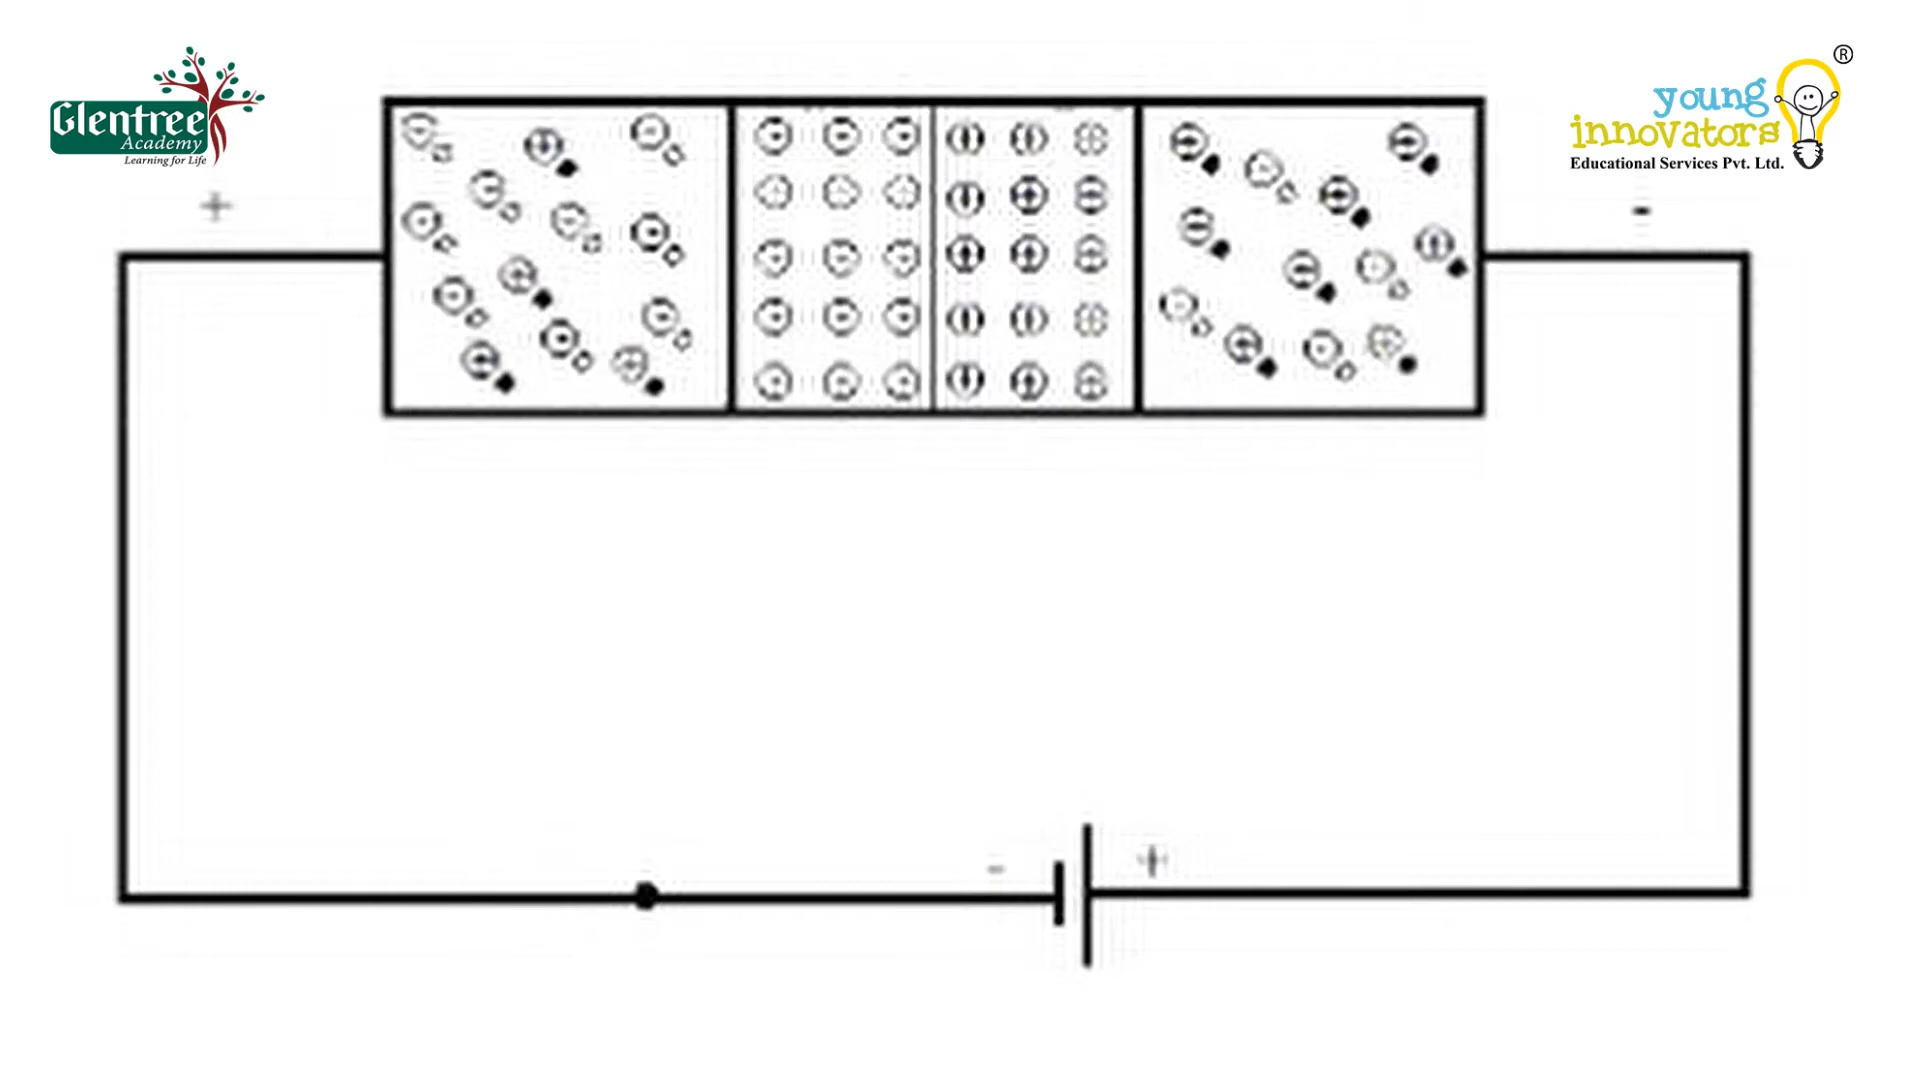 Glentree
Academy
Learning for Life
young
innovators
®
Educational Services Pvt. Ltd.
+
-
-
+